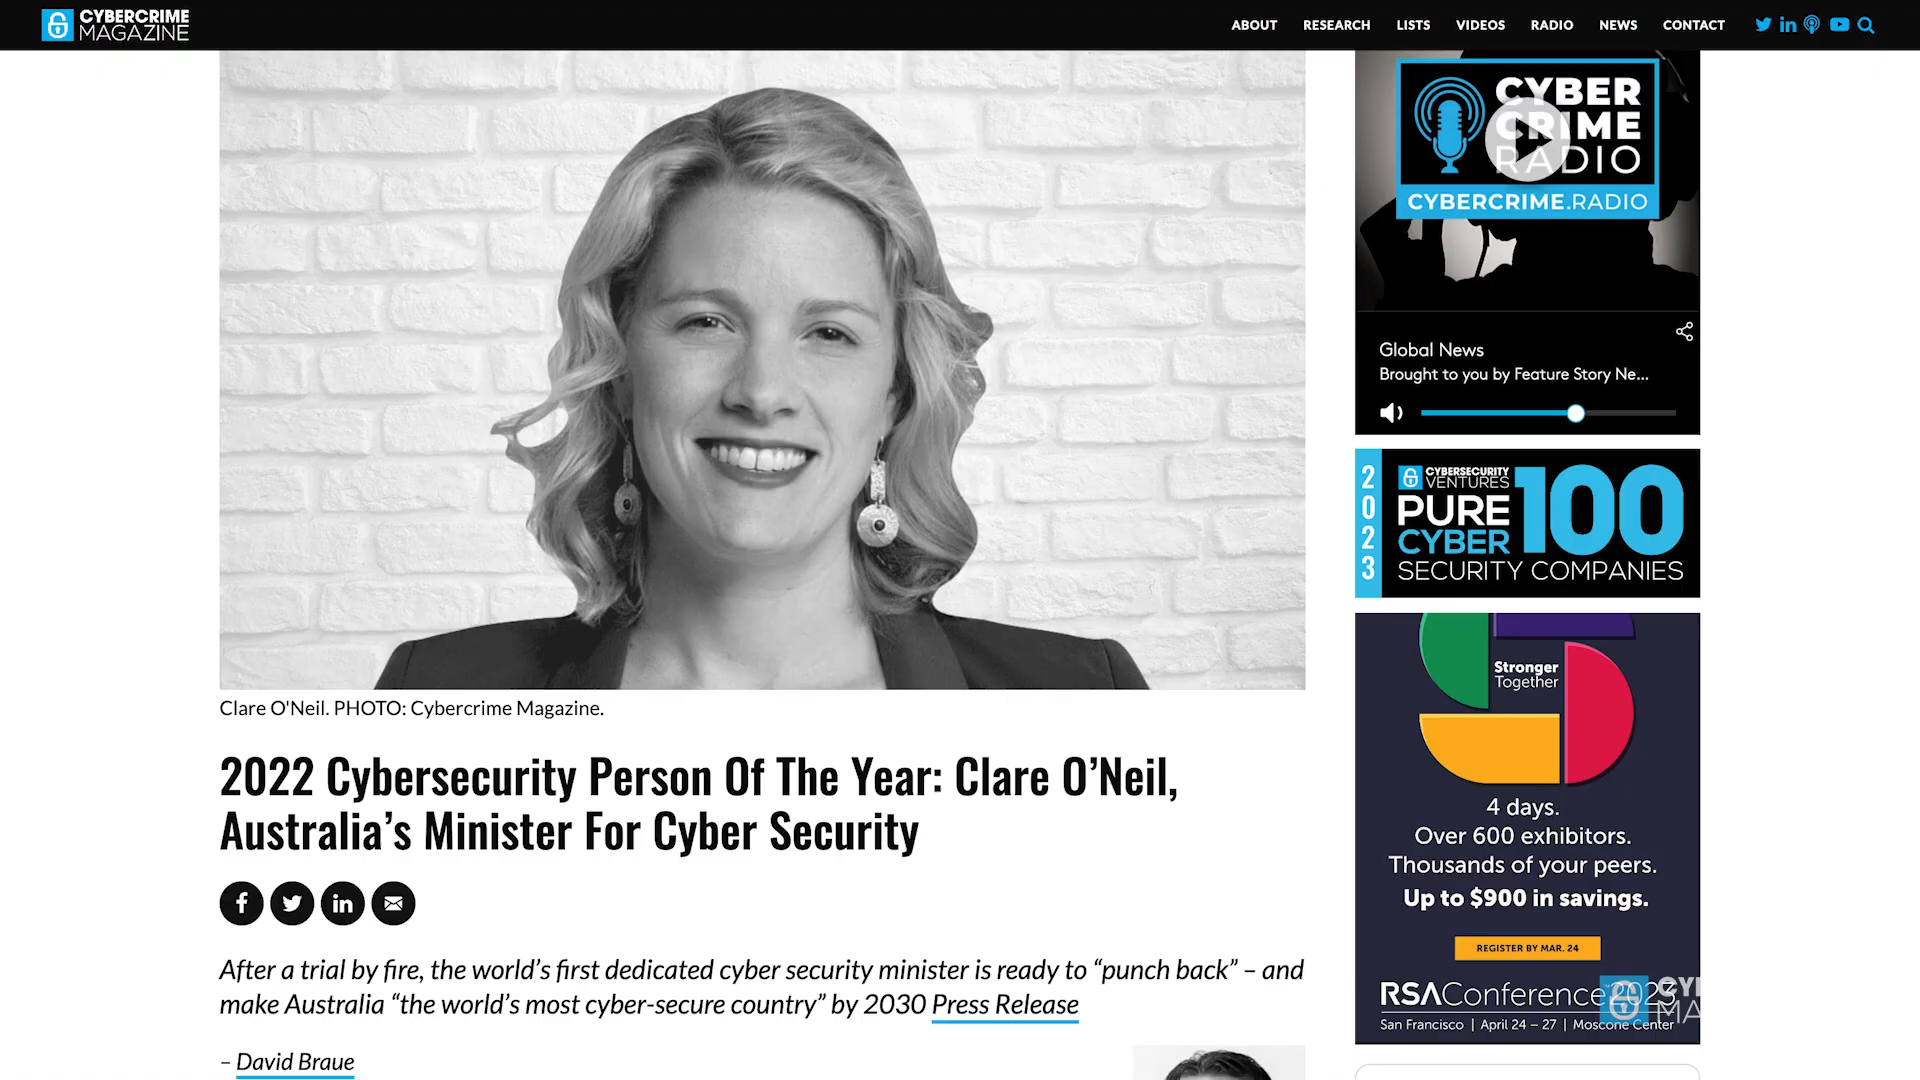 CYBERCRIME
MAGAZINE
ABOUT RESEARCH LISTS VIDEOS RADIO NEWS CONTACT
Clare O'Neil. PHOTO: Cybercrime Magazine.
2022 Cybersecurity Person Of The Year: Clare O’Neil,
Australia’s Minister For Cyber Security
After a trial by fire, the world’s first dedicated cyber security minister is ready to “punch back” – and
make Australia “the world’s most cyber-secure country” by 2030 Press Release
– David Braue
CYBER
CRIME
RADIO
CYBERCRIME.RADIO
Global News
Brought to you by Feature Story Ne...
2023
CYBERSECURITY
VENTURES
PURE
CYBER
100
SECURITY COMPANIES
Stronger
Together
4 days.
Over 600 exhibitors.
Thousands of your peers.
Up to $900 in savings.
REGISTER BY MAR. 24
RSAConference2023
San Francisco | April 24 – 27 | Moscone Center
CY
MA